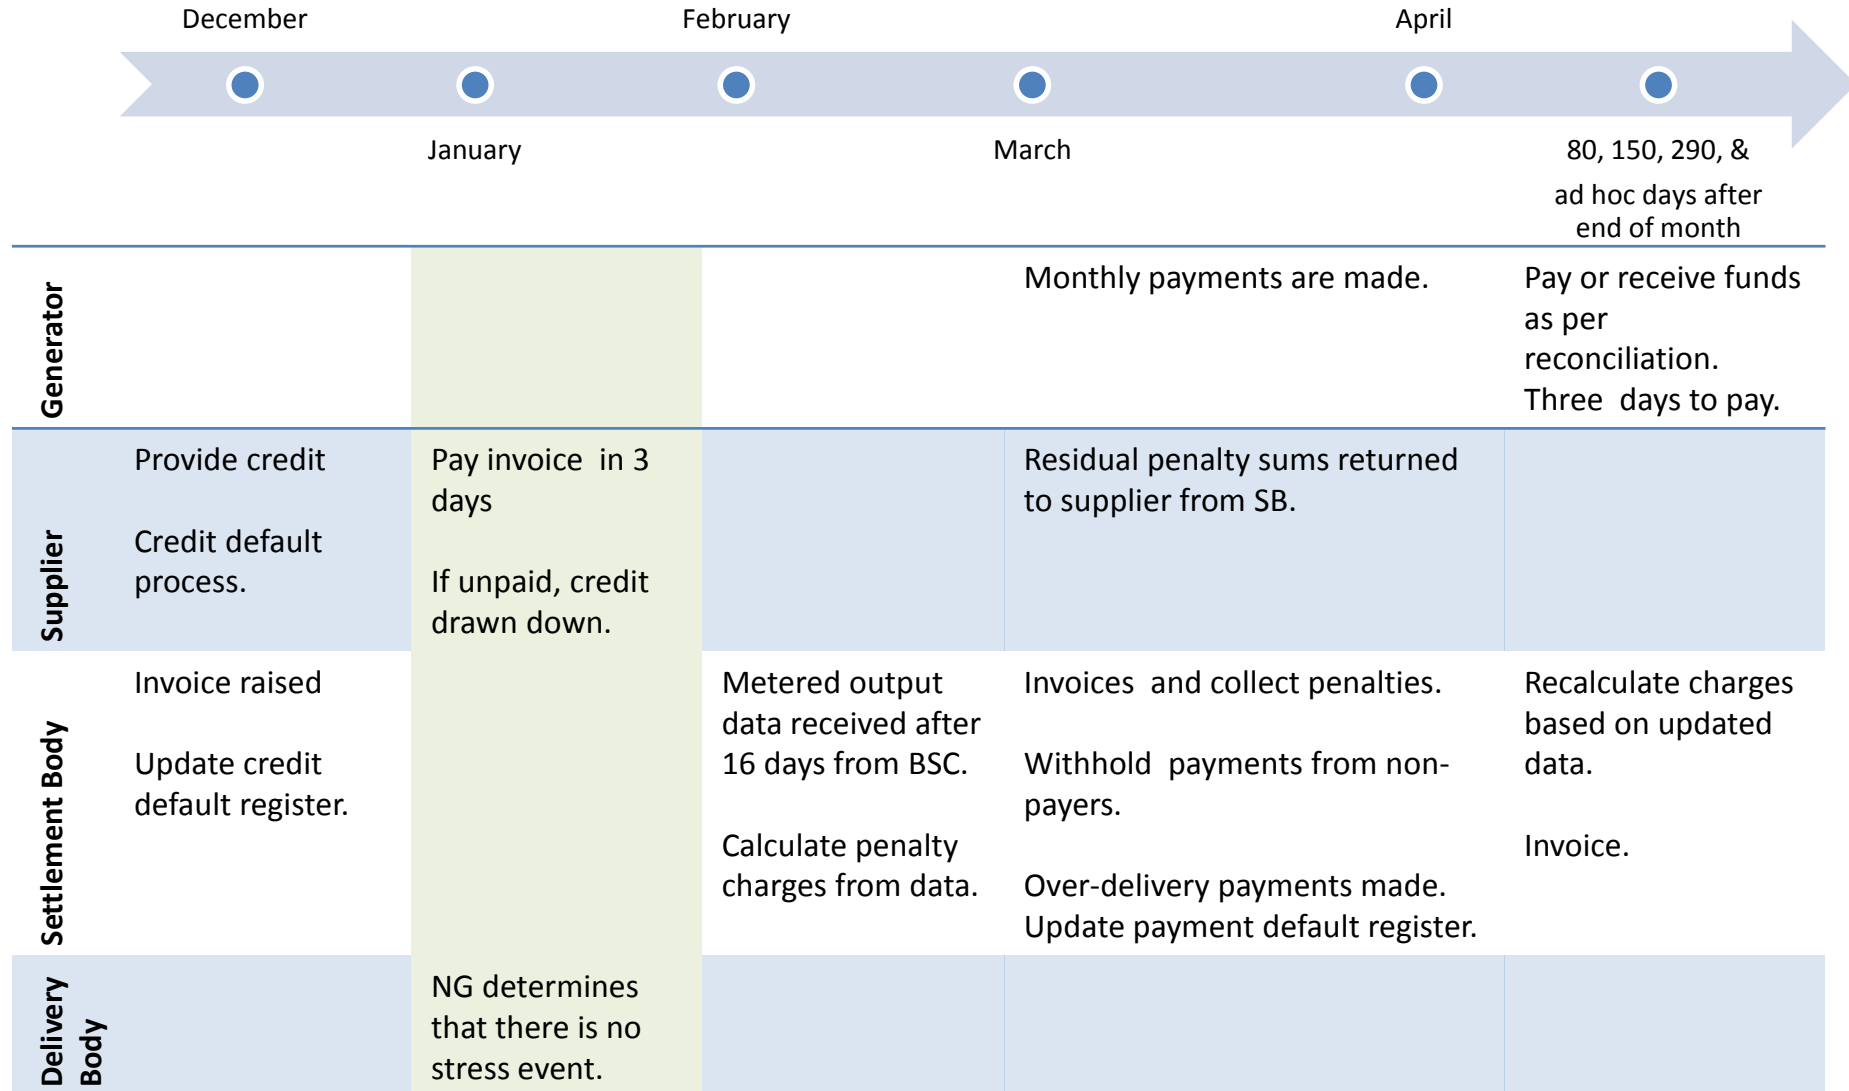 December
February
April
January
March
80, 150, 290, &
ad hoc days after
end of month
Generator
Monthly payments are made.
Pay or receive funds
as per
reconciliation.
Three  days to pay.
Supplier
Provide credit
Credit default
process.
Pay invoice  in 3
days
If unpaid, credit
drawn down.
Residual penalty sums returned
to supplier from SB.
Settlement Body
Invoice raised
Update credit
default register.
Metered output
data received after
16 days from BSC.
Calculate penalty
charges from data.
Invoices  and collect penalties.
Withhold  payments from non-
payers.
Over-delivery payments made.
Update payment default register.
Recalculate charges
based on updated
data.
Invoice.
Delivery
Body
NG determines
that there is no
stress event.